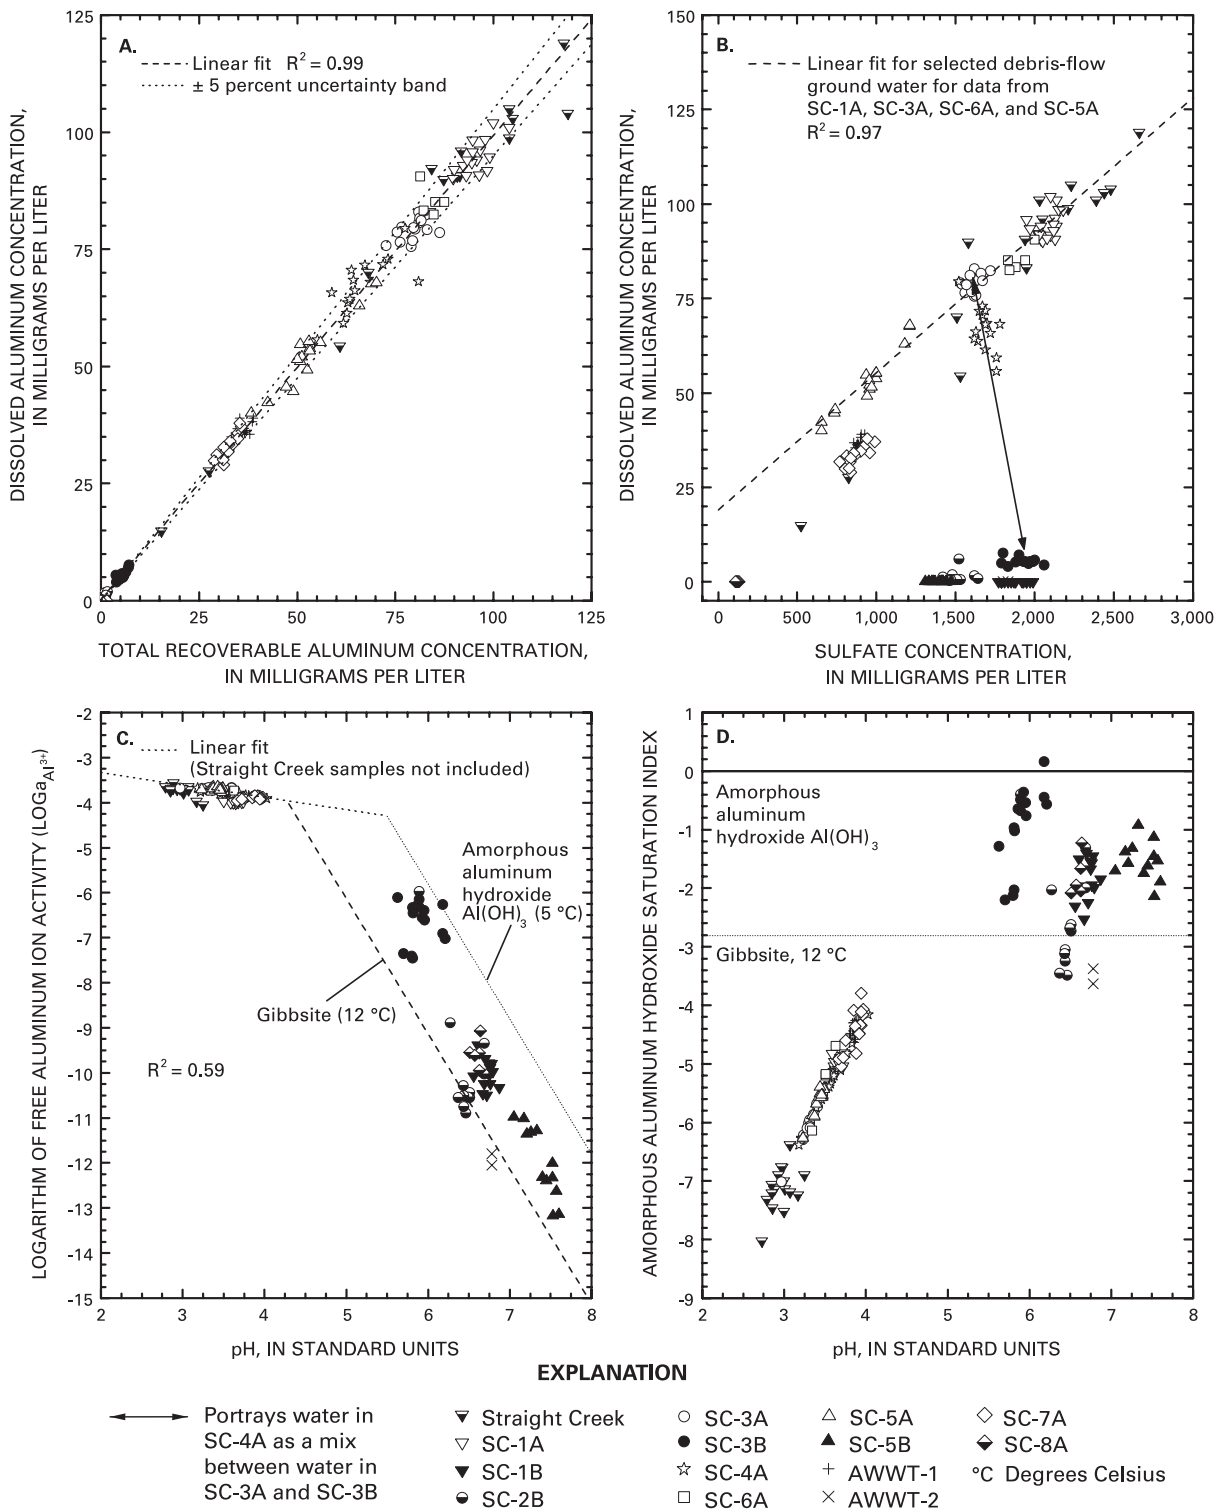 A.
Linear fit R² = 0.99
± 5 percent uncertainty band
DISSOLVED ALUMINUM CONCENTRATION,
IN MILLIGRAMS PER LITER
125
100
75
50
25
0
0 25 50 75 100 125
TOTAL RECOVERABLE ALUMINUM CONCENTRATION,
IN MILLIGRAMS PER LITER
B.
Linear fit for selected debris-flow
ground water for data from
SC-1A, SC-3A, SC-6A, and SC-5A
R² = 0.97
DISSOLVED ALUMINUM CONCENTRATION,
IN MILLIGRAMS PER LITER
150
125
100
75
50
25
0
0 500 1,000 1,500 2,000 2,500 3,000
SULFATE CONCENTRATION,
IN MILLIGRAMS PER LITER
C.
Linear fit
(Straight Creek samples not included)
Amorphous
aluminum
hydroxide
Al(OH)₃ (5 °C)
Gibbsite (12 °C)
R² = 0.59
LOGARITHM OF FREE ALUMINUM ION ACTIVITY (LOGa Al³⁺)
-2
-3
-4
-5
-6
-7
-8
-9
-10
-11
-12
-13
-14
-15
2 3 4 5 6 7 8
pH, IN STANDARD UNITS
D.
Amorphous
aluminum
hydroxide Al(OH)₃
Gibbsite, 12 °C
AMORPHOUS ALUMINUM HYDROXIDE SATURATION INDEX
1
0
-1
-2
-3
-4
-5
-6
-7
-8
-9
2 3 4 5 6 7 8
pH, IN STANDARD UNITS
EXPLANATION
Portrays water in
SC-4A as a mix
between water in
SC-3A and SC-3B
Straight Creek
SC-1A
SC-1B
SC-2B
SC-3A
SC-3B
SC-4A
SC-6A
SC-5A
SC-5B
AWWT-1
AWWT-2
SC-7A
SC-8A
°C Degrees Celsius